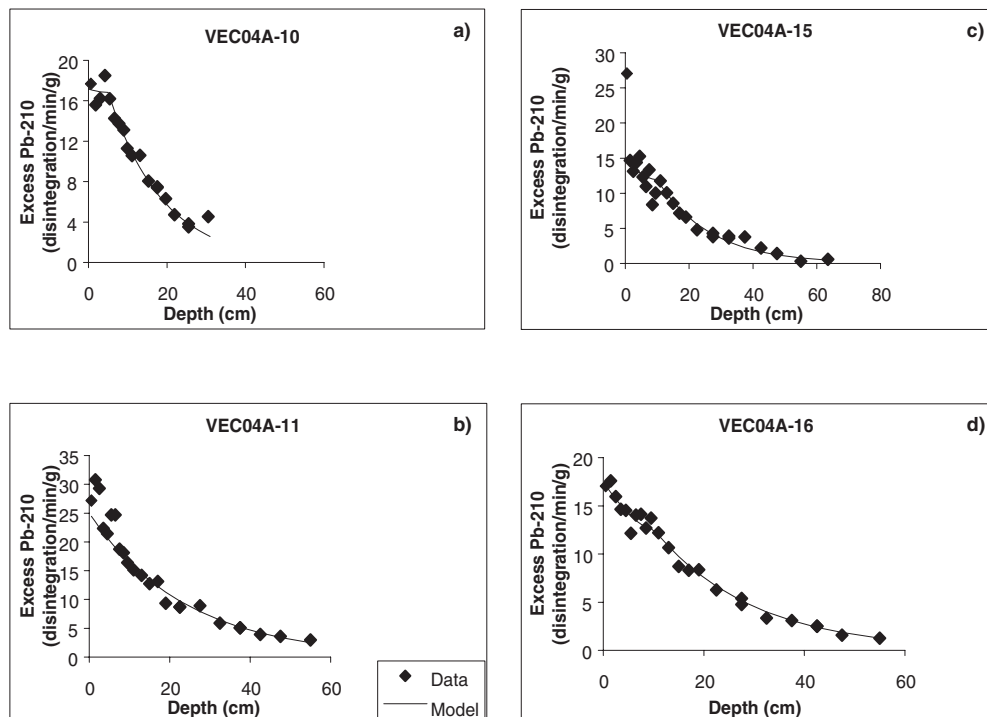 VEC04A-10
a)
Excess Pb-210
(disintegration/min/g)
20
16
12
8
4
0
0 20 40 60
Depth (cm)
VEC04A-15
c)
Excess Pb-210
(disintegration/min/g)
30
25
20
15
10
5
0
0 20 40 60 80
Depth (cm)
VEC04A-11
b)
Excess Pb-210
(disintegration/min/g)
35
30
25
20
15
10
5
0
0 20 40 60
Depth (cm)
Data
Model
VEC04A-16
d)
Excess Pb-210
(disintegration/min/g)
20
15
10
5
0
0 20 40 60
Depth (cm)